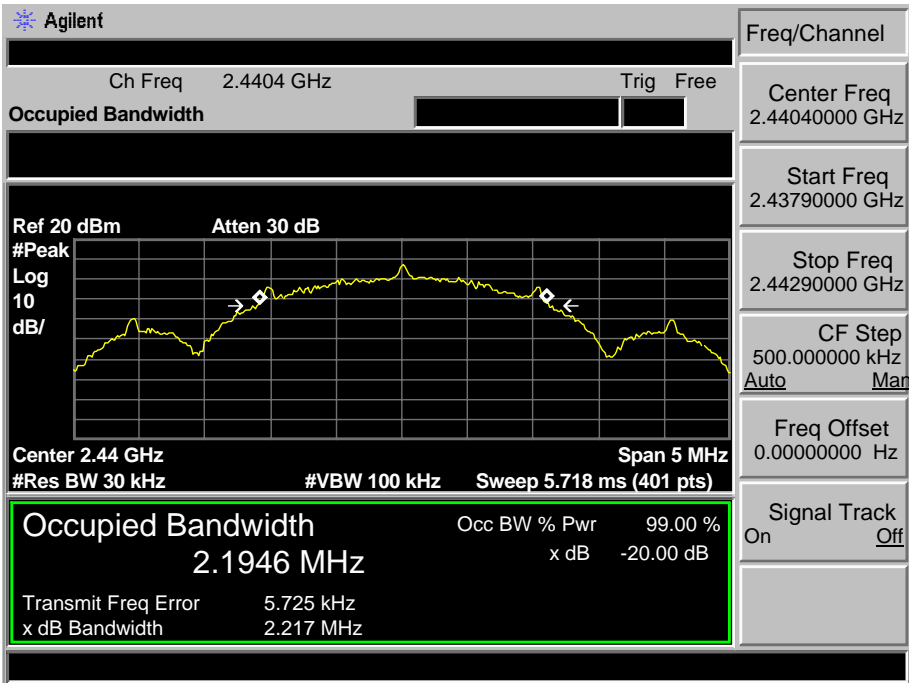 Agilent
Freq/Channel
Ch Freq 2.4404 GHz Trig Free
Occupied Bandwidth
Center Freq
2.44040000 GHz
Start Freq
2.43790000 GHz
Ref 20 dBm Atten 30 dB
#Peak
Log
10
dB/
Stop Freq
2.44290000 GHz
CF Step
500.000000 kHz
Auto Man
Freq Offset
0.00000000 Hz
Center 2.44 GHz Span 5 MHz
#Res BW 30 kHz #VBW 100 kHz Sweep 5.718 ms (401 pts)
Signal Track
On Off
Occupied Bandwidth Occ BW % Pwr 99.00 %
2.1946 MHz x dB -20.00 dB
Transmit Freq Error 5.725 kHz
x dB Bandwidth 2.217 MHz